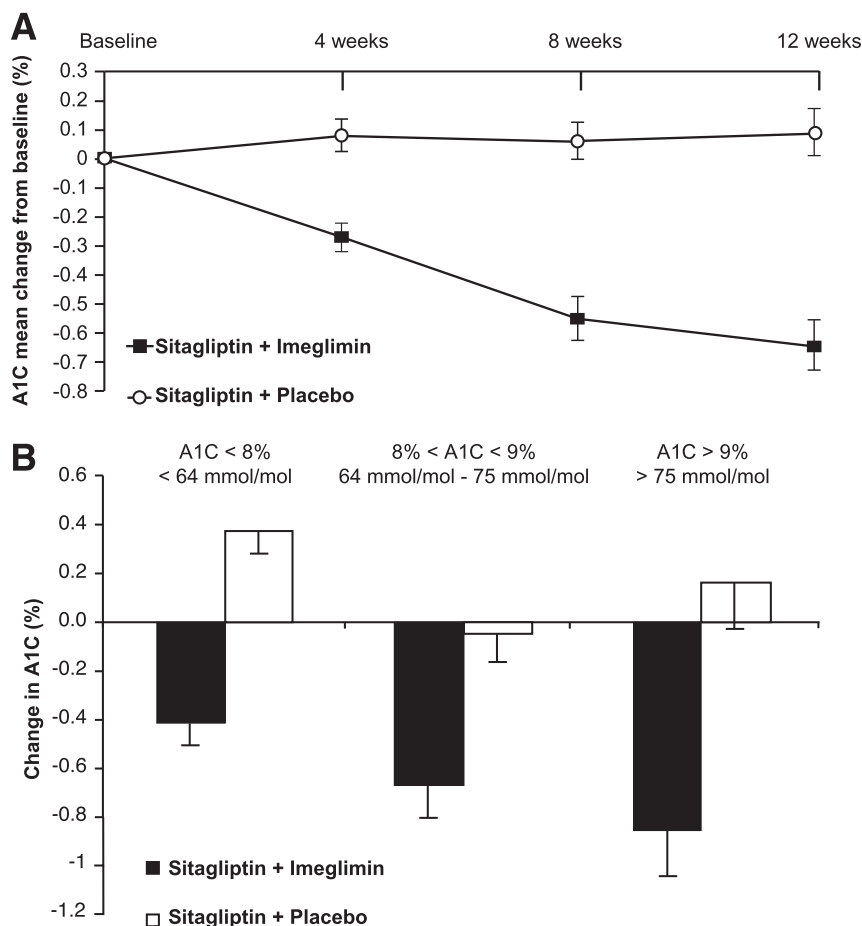 A
Baseline 4 weeks 8 weeks 12 weeks
A1C mean change from baseline (%)
0.3
0.2
0.1
0
-0.1
-0.2
-0.3
-0.4
-0.5
-0.6
-0.7
-0.8
Sitagliptin + Imeglimin
Sitagliptin + Placebo
B
A1C < 8% 8% < A1C < 9% A1C > 9%
< 64 mmol/mol 64 mmol/mol - 75 mmol/mol > 75 mmol/mol
Change in A1C (%)
0.6
0.4
0.2
0.0
-0.2
-0.4
-0.6
-0.8
-1
-1.2
Sitagliptin + Imeglimin
Sitagliptin + Placebo